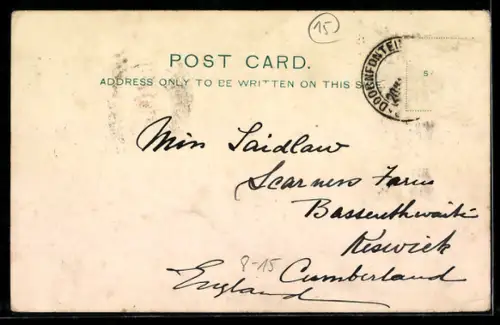 15
POST CARD.
ADDRESS ONLY TO BE WRITTEN ON THIS
DOORNFONTEIN
Miss Laidlaw
Scarness Farm
Bassenthwaite
Keswick
8-15
Cumberland
England